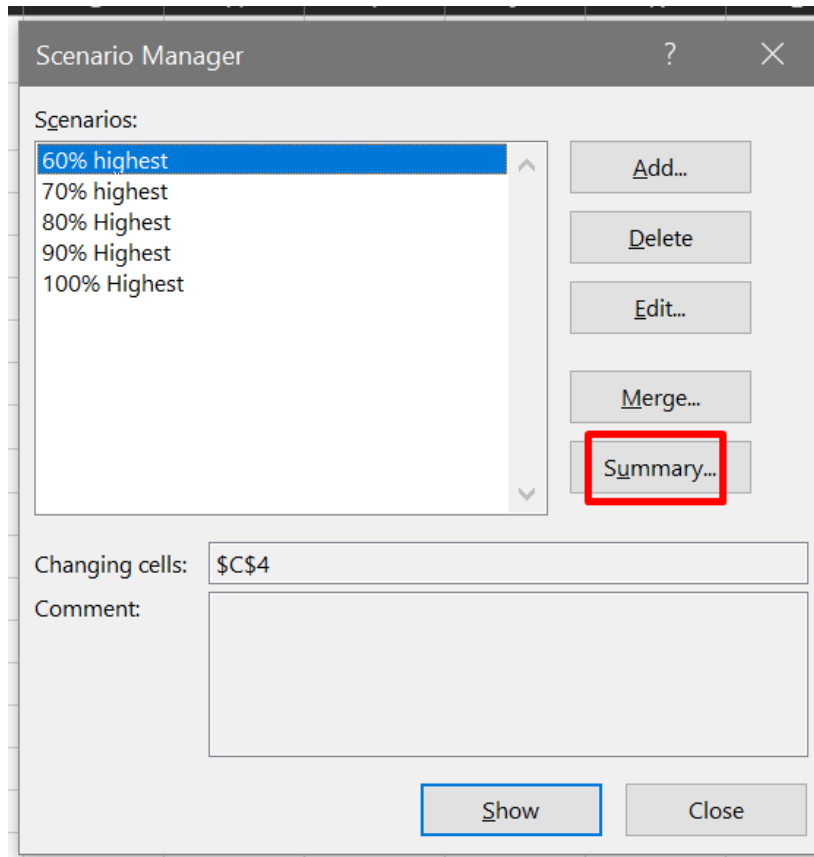 Scenario Manager
?
Scenarios:
60% highest
70% highest
80% Highest
90% Highest
100% Highest
Add...
Delete
Edit...
Merge...
Summary...
Changing cells: $C$4
Comment:
Show Close